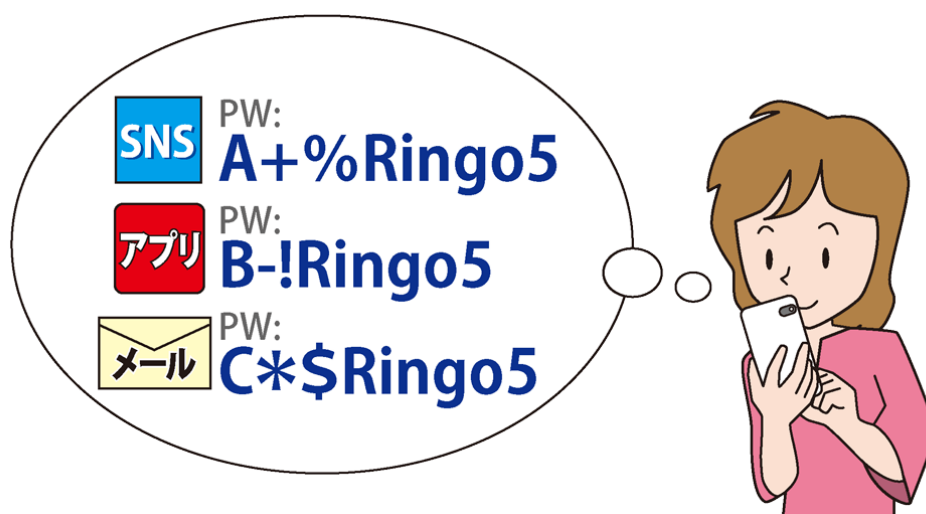 SNS
PW:
A+%Ringo5
アプリ
PW:
B-!Ringo5
メール
PW:
C*$Ringo5